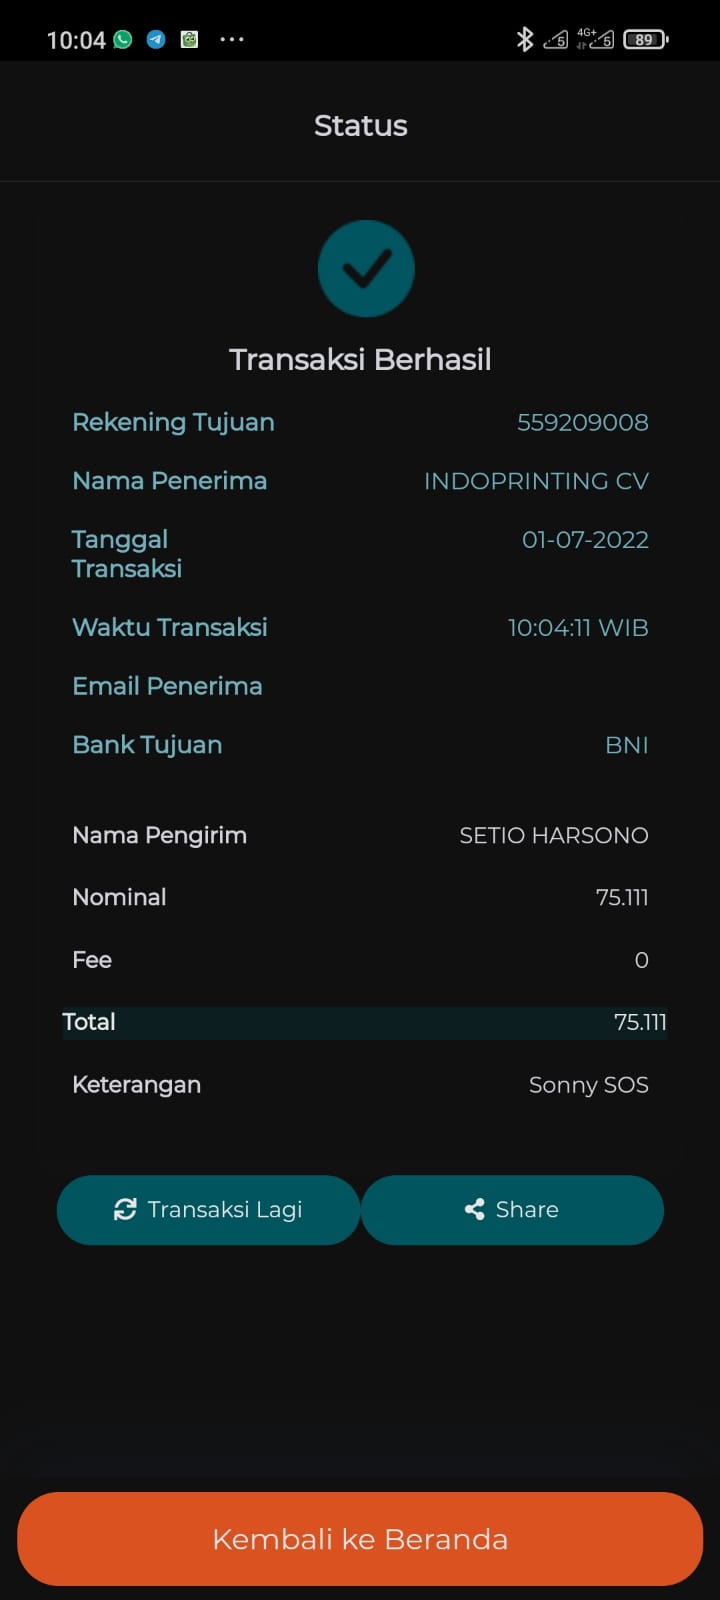 10:04
4G+
5
5
89
Status
Transaksi Berhasil
Rekening Tujuan 559209008
Nama Penerima INDOPRINTING CV
Tanggal 01-07-2022
Transaksi
Waktu Transaksi 10:04:11 WIB
Email Penerima
Bank Tujuan BNI
Nama Pengirim SETIO HARSONO
Nominal 75.111
Fee 0
Total 75.111
Keterangan Sonny SOS
Transaksi Lagi Share
Kembali ke Beranda